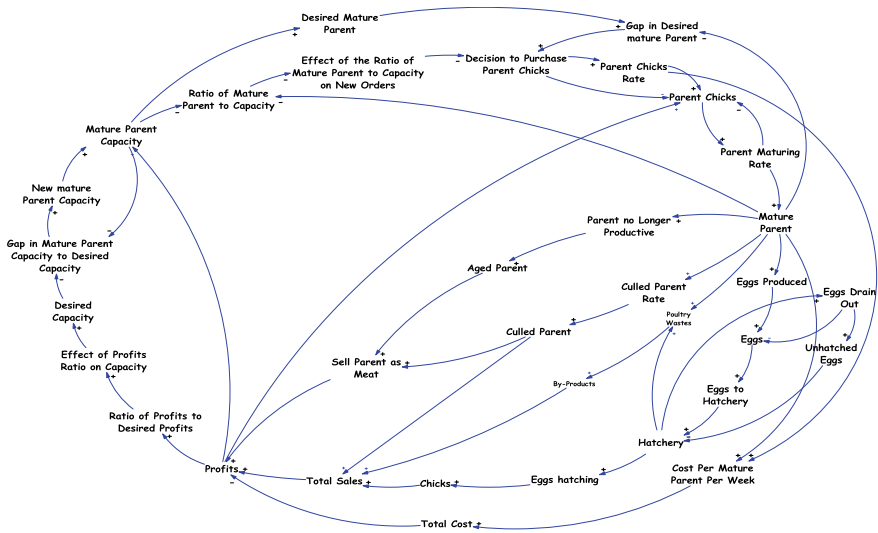 Desired Mature
Parent
Gap in Desired
mature Parent
Effect of the Ratio of
Mature Parent to Capacity
on New Orders
Decision to Purchase
Parent Chicks
Parent Chicks
Rate
Ratio of Mature
Parent to Capacity
Parent Chicks
Mature Parent
Capacity
Parent Maturing
Rate
New mature
Parent Capacity
Mature
Parent
Parent no Longer
Productive
Gap in Mature Parent
Capacity to Desired
Capacity
Aged Parent
Eggs Produced
Culled Parent
Rate
Eggs Drain
Out
Desired
Capacity
Poultry
Wastes
Culled Parent
Eggs
Unhatched
Eggs
Effect of Profits
Ratio on Capacity
Sell Parent as
Meat
By-Products
Eggs to
Hatchery
Ratio of Profits to
Desired Profits
Hatchery
Profits
Total Sales
Chicks
Eggs hatching
Cost Per Mature
Parent Per Week
Total Cost